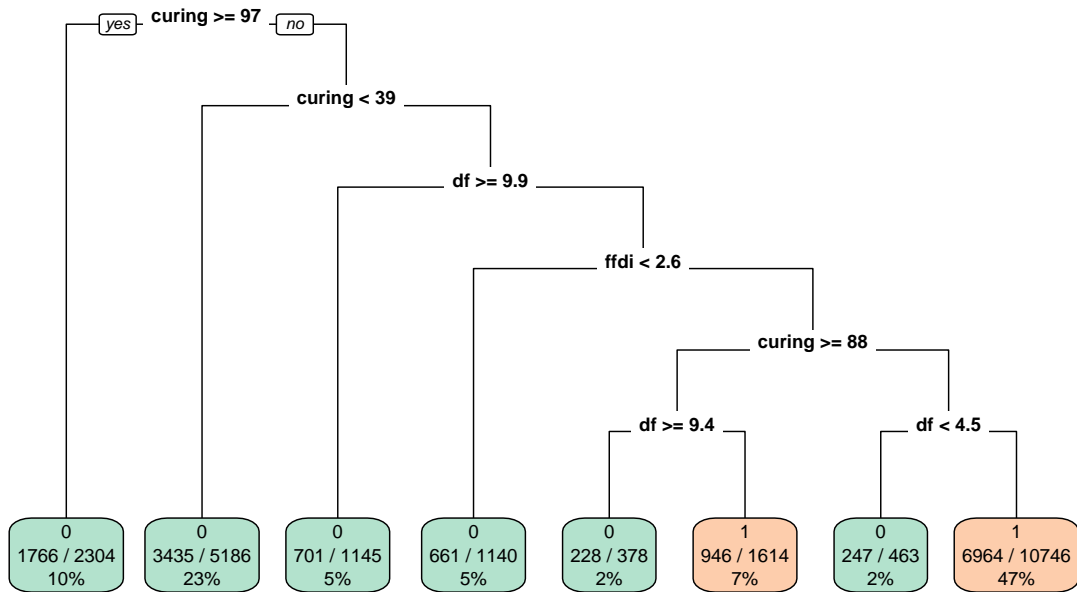 curing >= 97
yes
no
curing < 39
df >= 9.9
ffdi < 2.6
curing >= 88
df >= 9.4
df < 4.5
0
1766 / 2304
10%
0
3435 / 5186
23%
0
701 / 1145
5%
0
661 / 1140
5%
0
228 / 378
2%
1
946 / 1614
7%
0
247 / 463
2%
1
6964 / 10746
47%